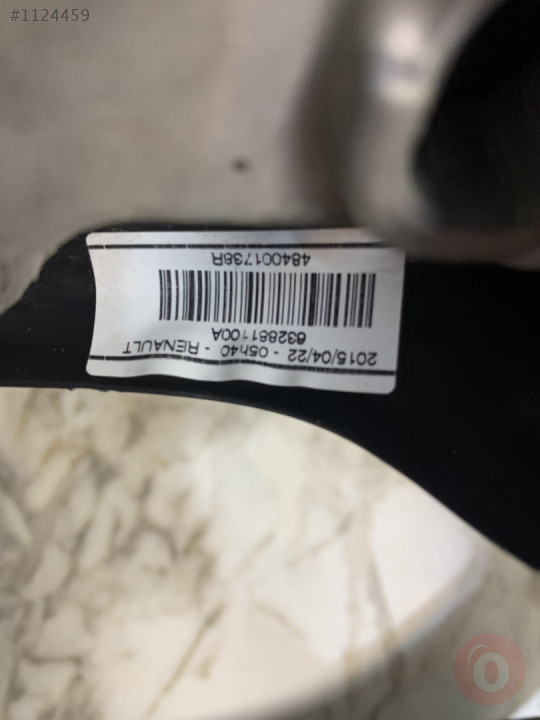 #1124459
2015/04/22 - 05h40 - RENAULT
632881100A
484001738R